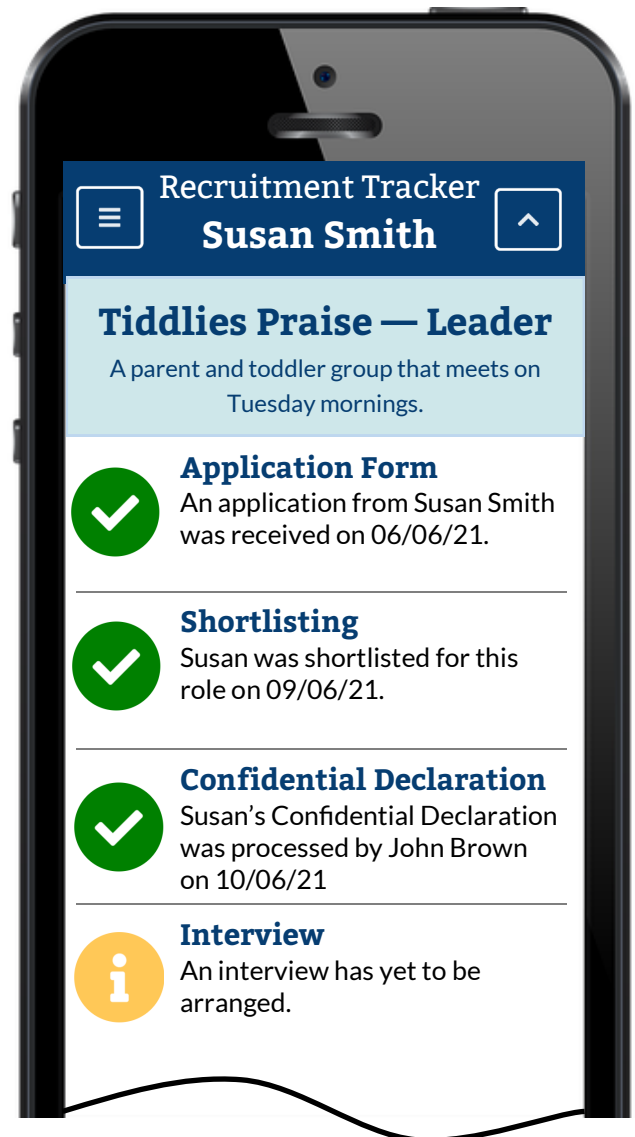 Recruitment Tracker
Susan Smith
Tiddlies Praise — Leader
A parent and toddler group that meets on
Tuesday mornings.
Application Form
An application from Susan Smith
was received on 06/06/21.
Shortlisting
Susan was shortlisted for this
role on 09/06/21.
Confidential Declaration
Susan’s Confidential Declaration
was processed by John Brown
on 10/06/21
Interview
An interview has yet to be
arranged.